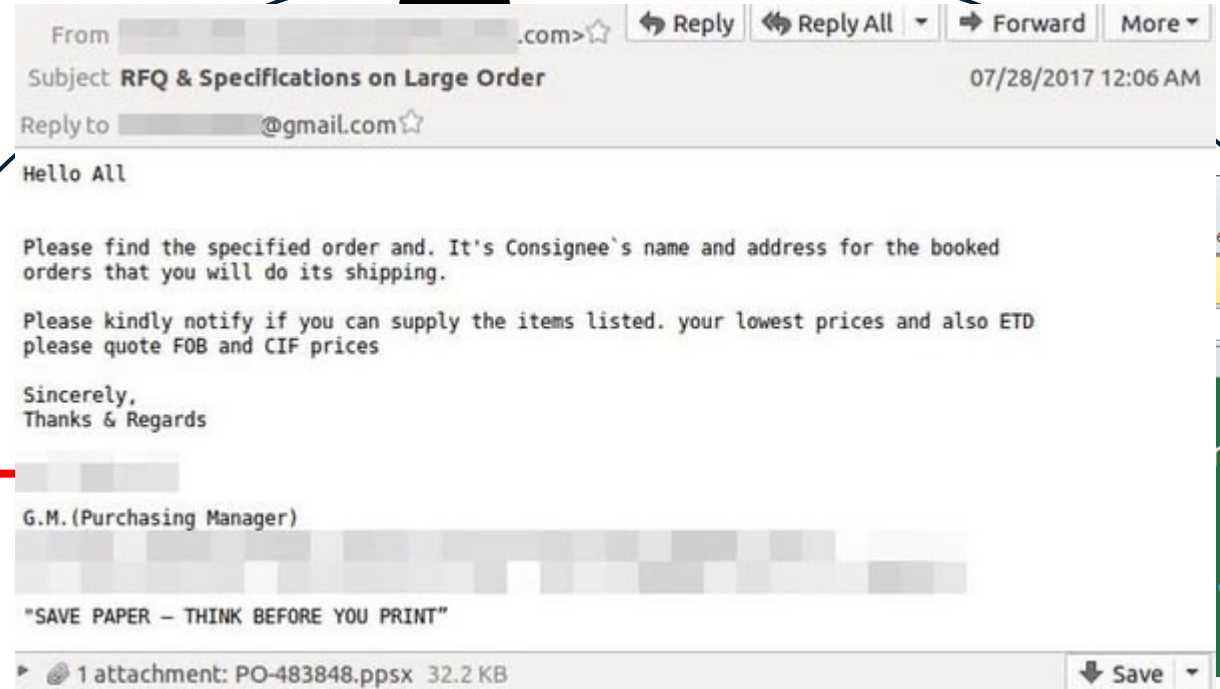 From .com>
Reply
Reply All
Forward
More
Subject RFQ & Specifications on Large Order
07/28/2017 12:06 AM
Reply to @gmail.com
Hello All
Please find the specified order and. It's Consignee`s name and address for the booked
orders that you will do its shipping.
Please kindly notify if you can supply the items listed. your lowest prices and also ETD
please quote FOB and CIF prices
Sincerely,
Thanks & Regards
G.M.(Purchasing Manager)
"SAVE PAPER – THINK BEFORE YOU PRINT”
1 attachment: PO-483848.ppsx 32.2 KB
Save